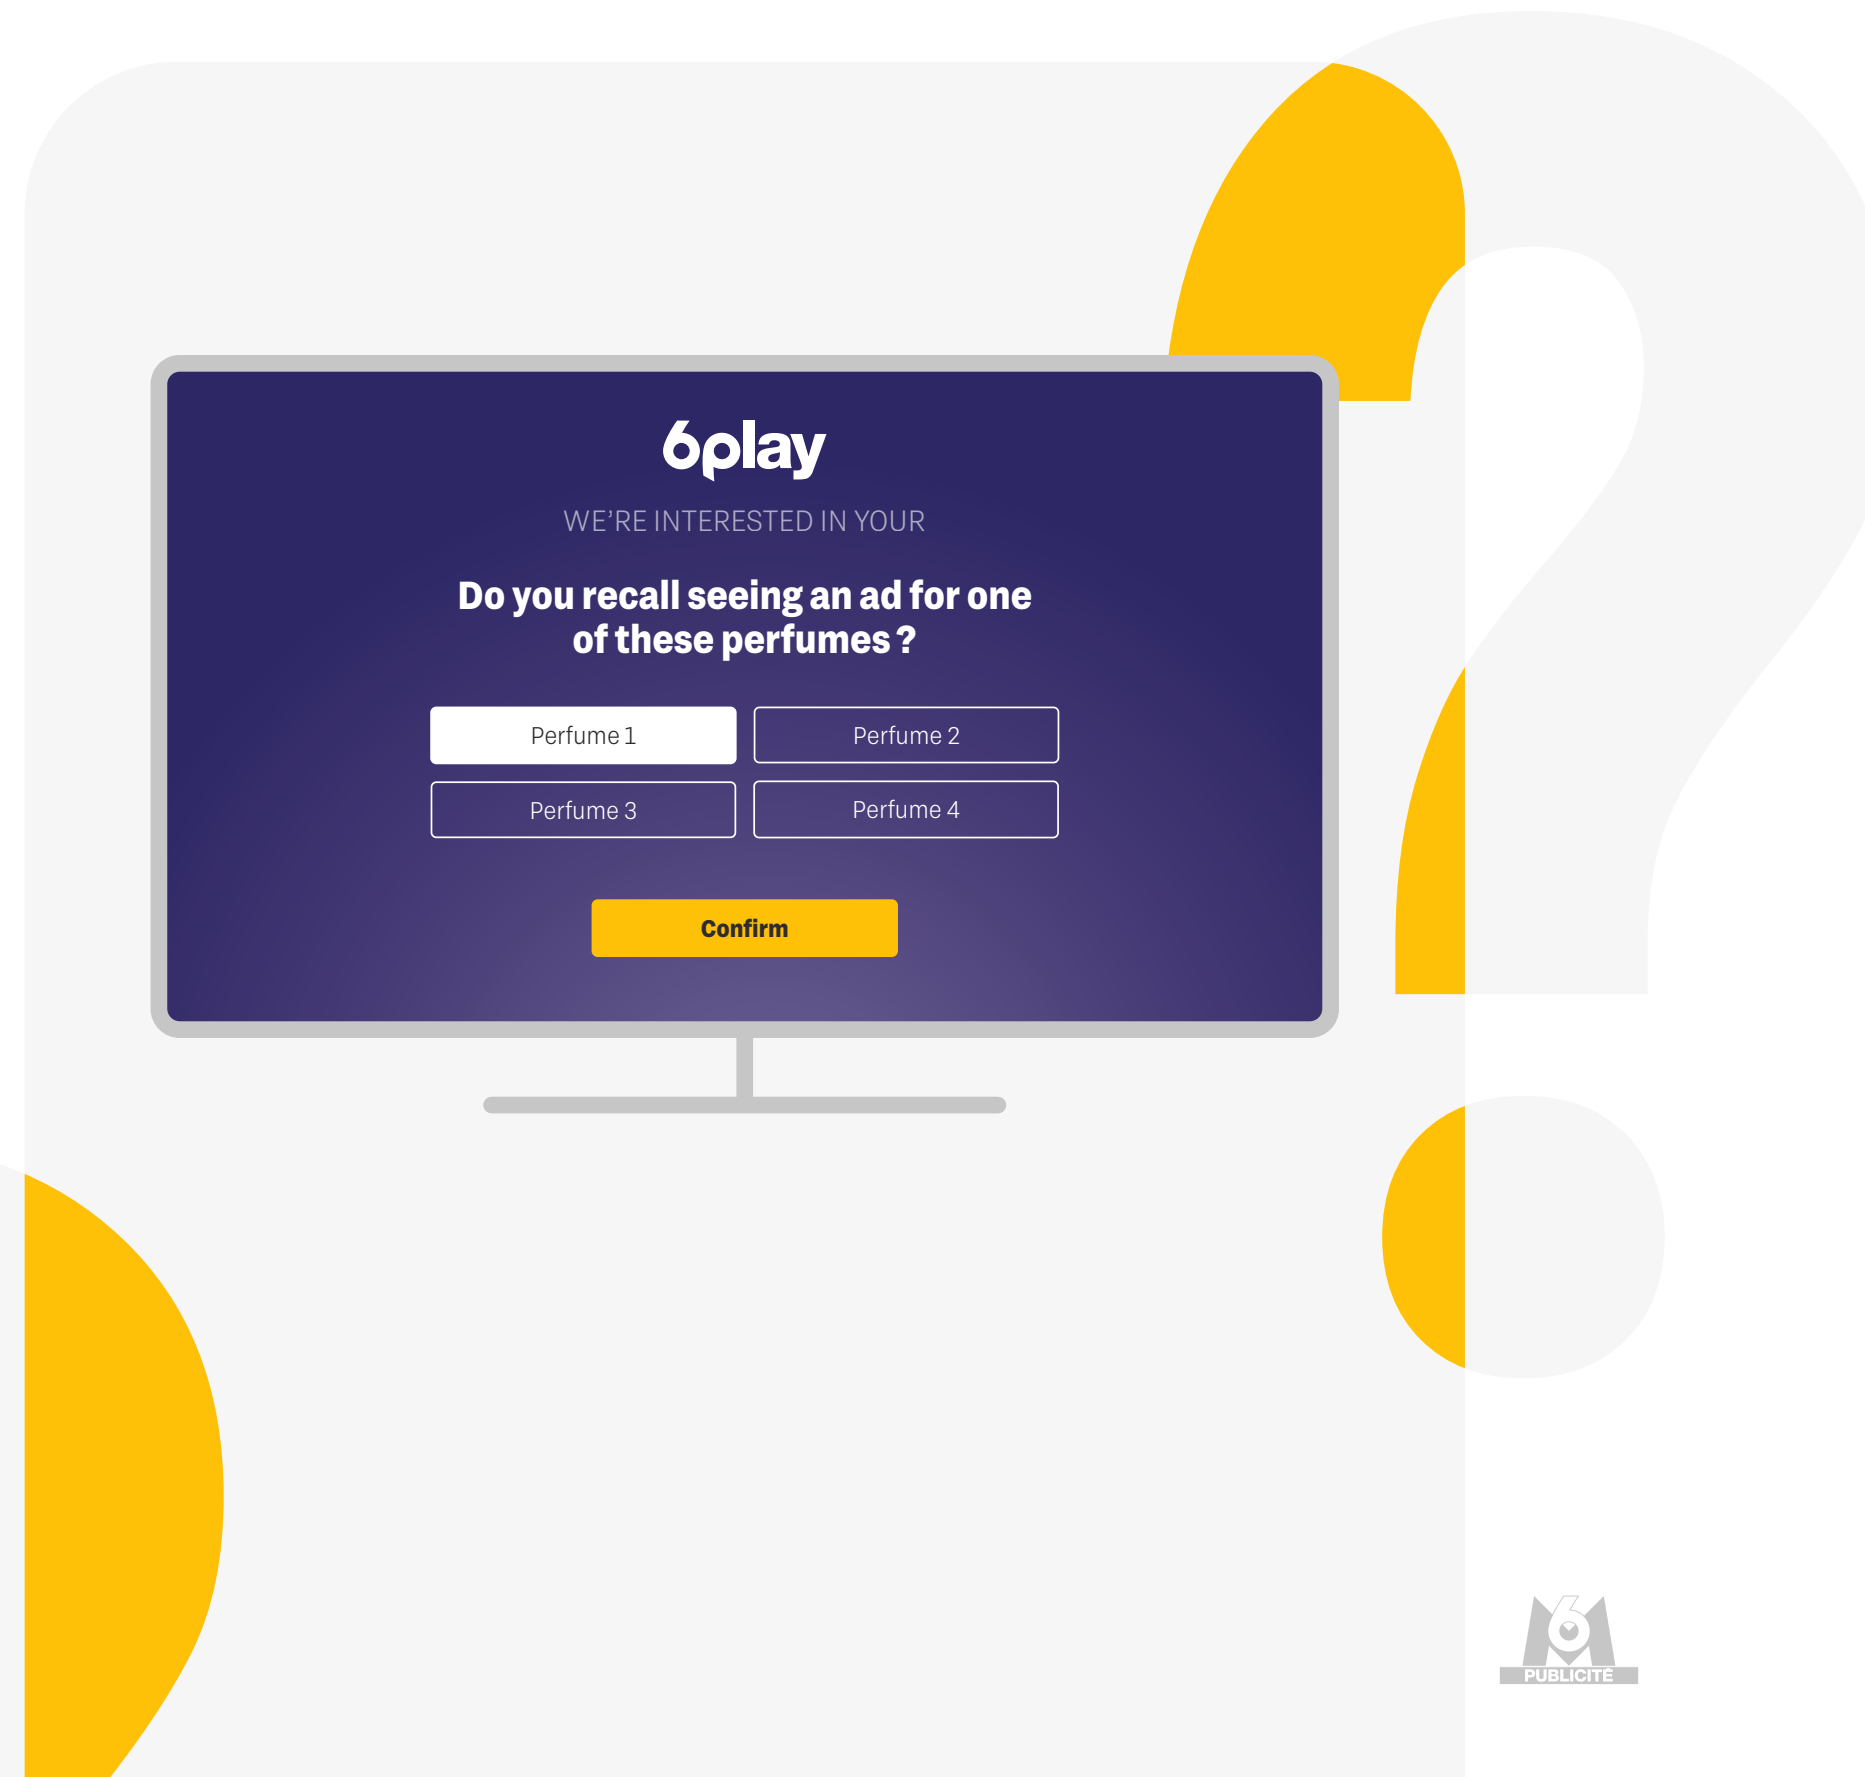 6play
WE’RE INTERESTED IN YOUR
Do you recall seeing an ad for one
of these perfumes ?
Perfume 1
Perfume 2
Perfume 3
Perfume 4
Confirm
M6
PUBLICITÉ